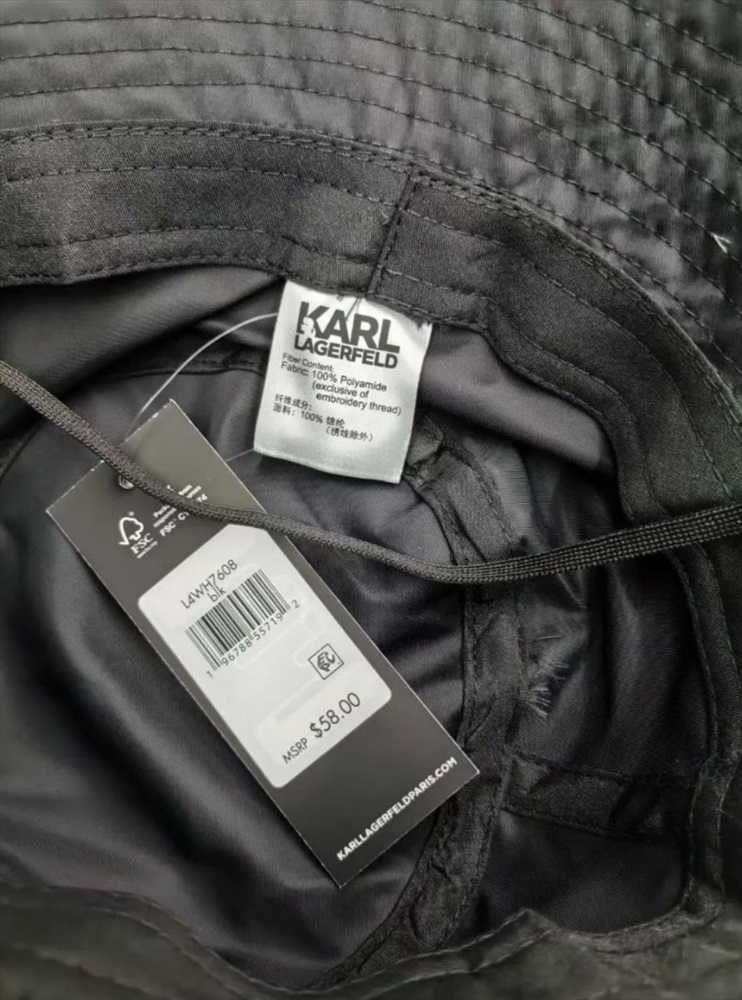 KARL
LAGERFELD
Fiber Content:
Fabric: 100% Polyamide
(exclusive of
embroidery thread)
纤维成分:
面料: 100% 锦纶
(绣线除外)
FSC
L4WH7608
blk
1 96788 55719 2
MSRP $58.00
KARLLAGERFELDPARIS.COM